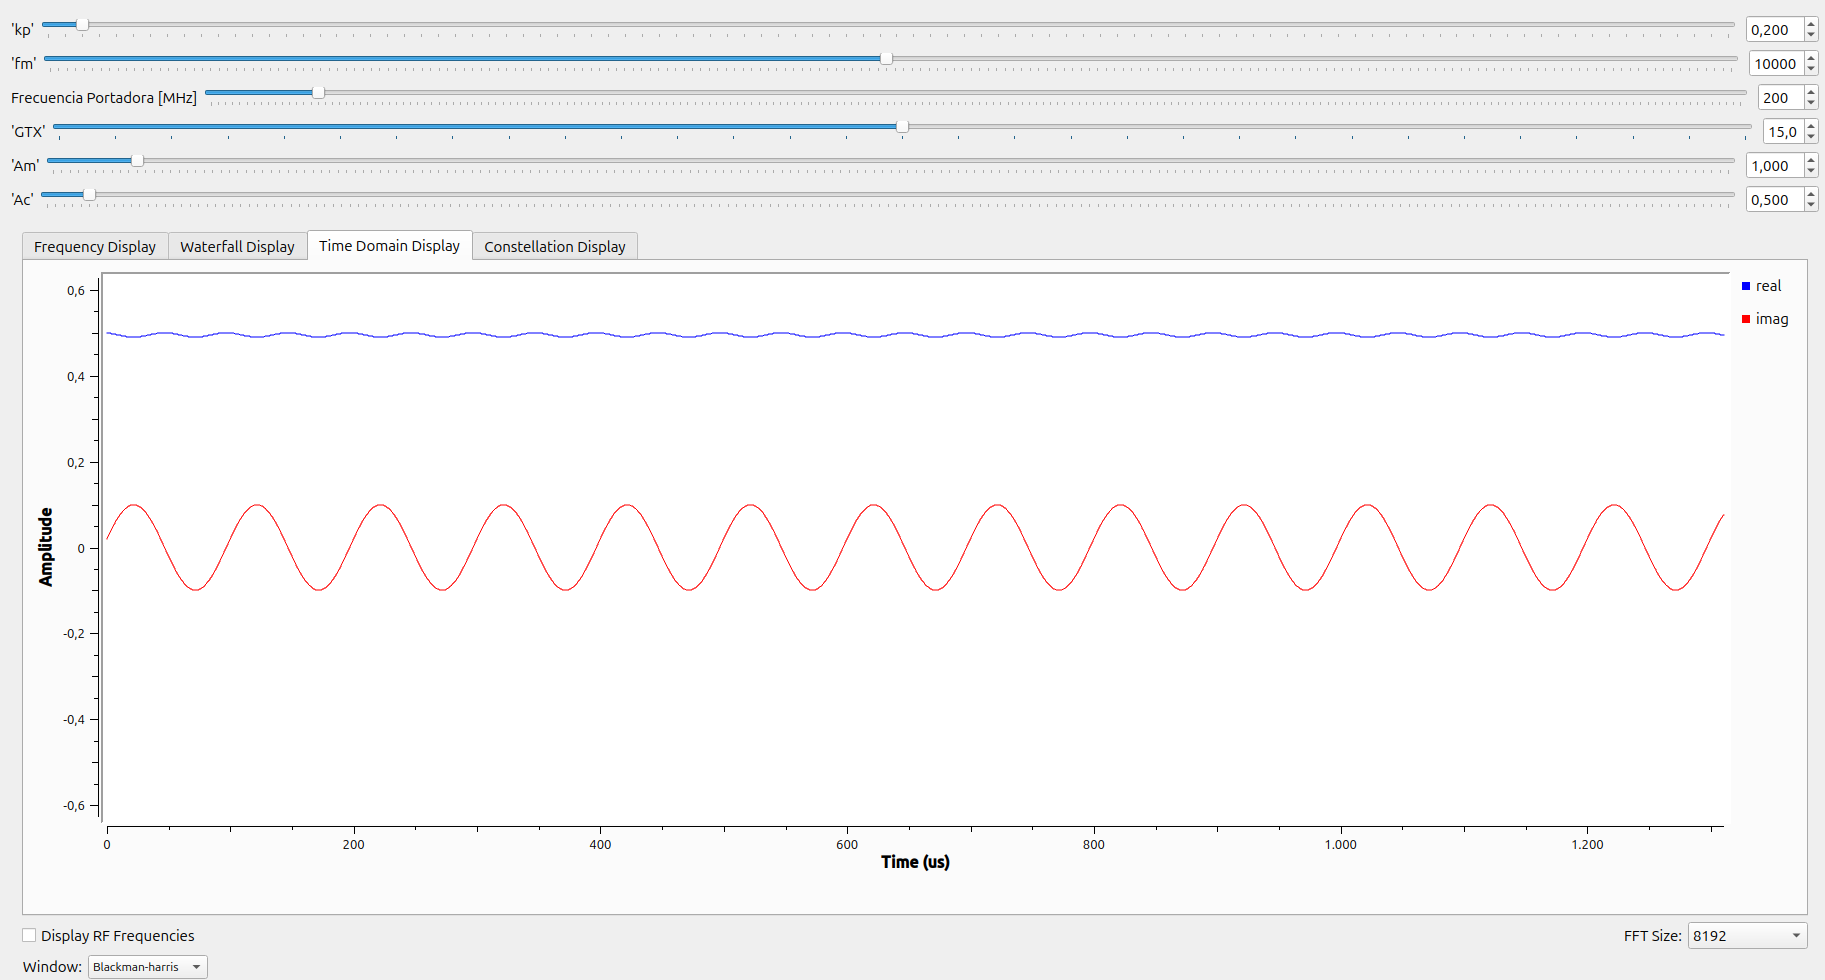 'kp' 0,200
'fm' 10000
Frecuencia Portadora [MHz] 200
'GTX' 15,0
'Am' 1,000
'Ac' 0,500
Frequency Display Waterfall Display Time Domain Display Constellation Display
real
imag
0,6
0,4
0,2
0
-0,2
-0,4
-0,6
Amplitude
0 200 400 600 800 1.000 1.200
Time (us)
Display RF Frequencies FFT Size: 8192
Window: Blackman-harris